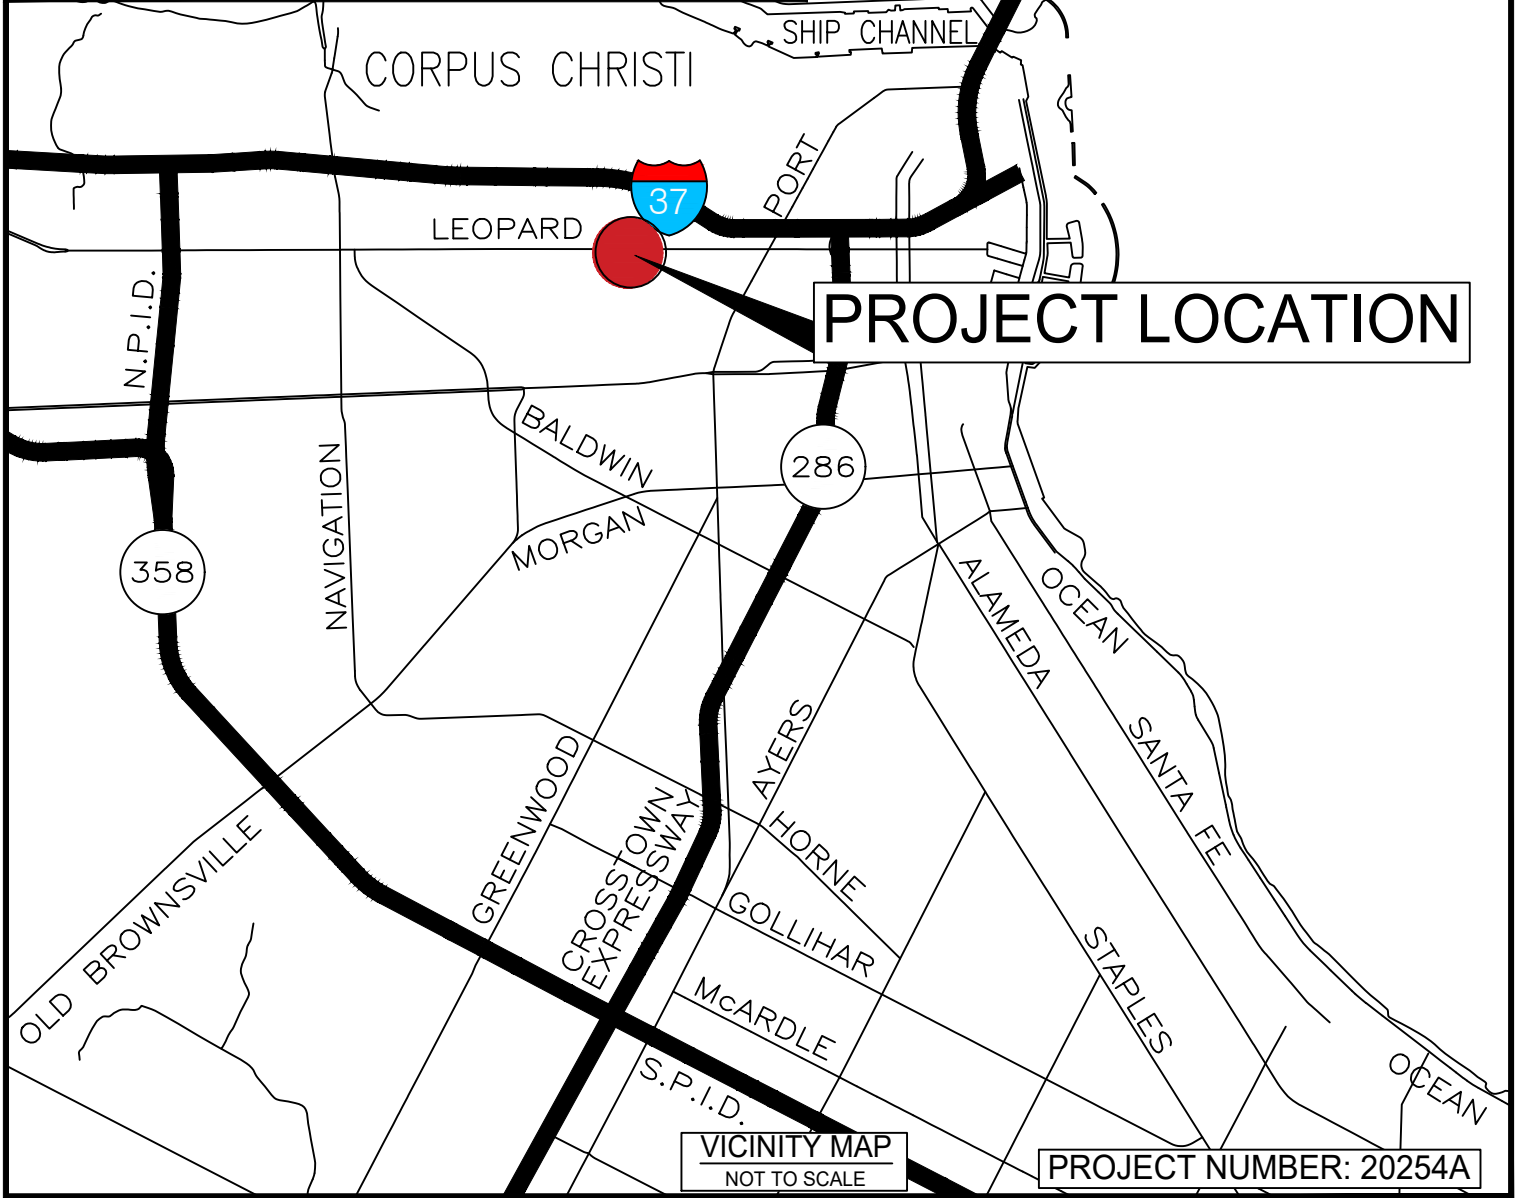 SHIP CHANNEL
CORPUS CHRISTI
PORT
37
LEOPARD
N.P.I.D.
PROJECT LOCATION
BALDWIN
286
NAVIGATION
MORGAN
358
ALAMEDA
OCEAN
SANTA FE
AYERS
GREENWOOD
CROSSTOWN
EXPRESSWAY
HORNE
OLD BROWNSVILLE
GOLLIHAR
STAPLES
McARDLE
S.P.I.D.
OCEAN
VICINITY MAP
NOT TO SCALE
PROJECT NUMBER: 20254A